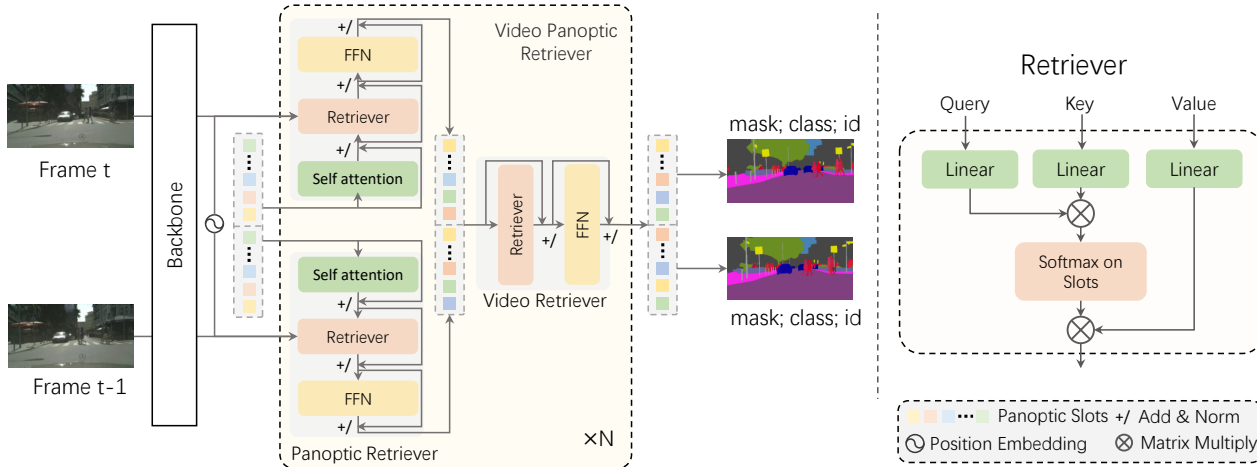 Frame t
Frame t-1
Backbone
+/
FFN
+/
Retriever
+/
Self attention
Self attention
+/
Retriever
+/
FFN
+/
Panoptic Retriever
Video Panoptic
Retriever
Retriever
+/
FFN
+/
Video Retriever
×N
mask; class; id
mask; class; id
Retriever
Query
Key
Value
Linear
Linear
Linear
Softmax on
Slots
Panoptic Slots
+/ Add & Norm
Position Embedding
Matrix Multiply